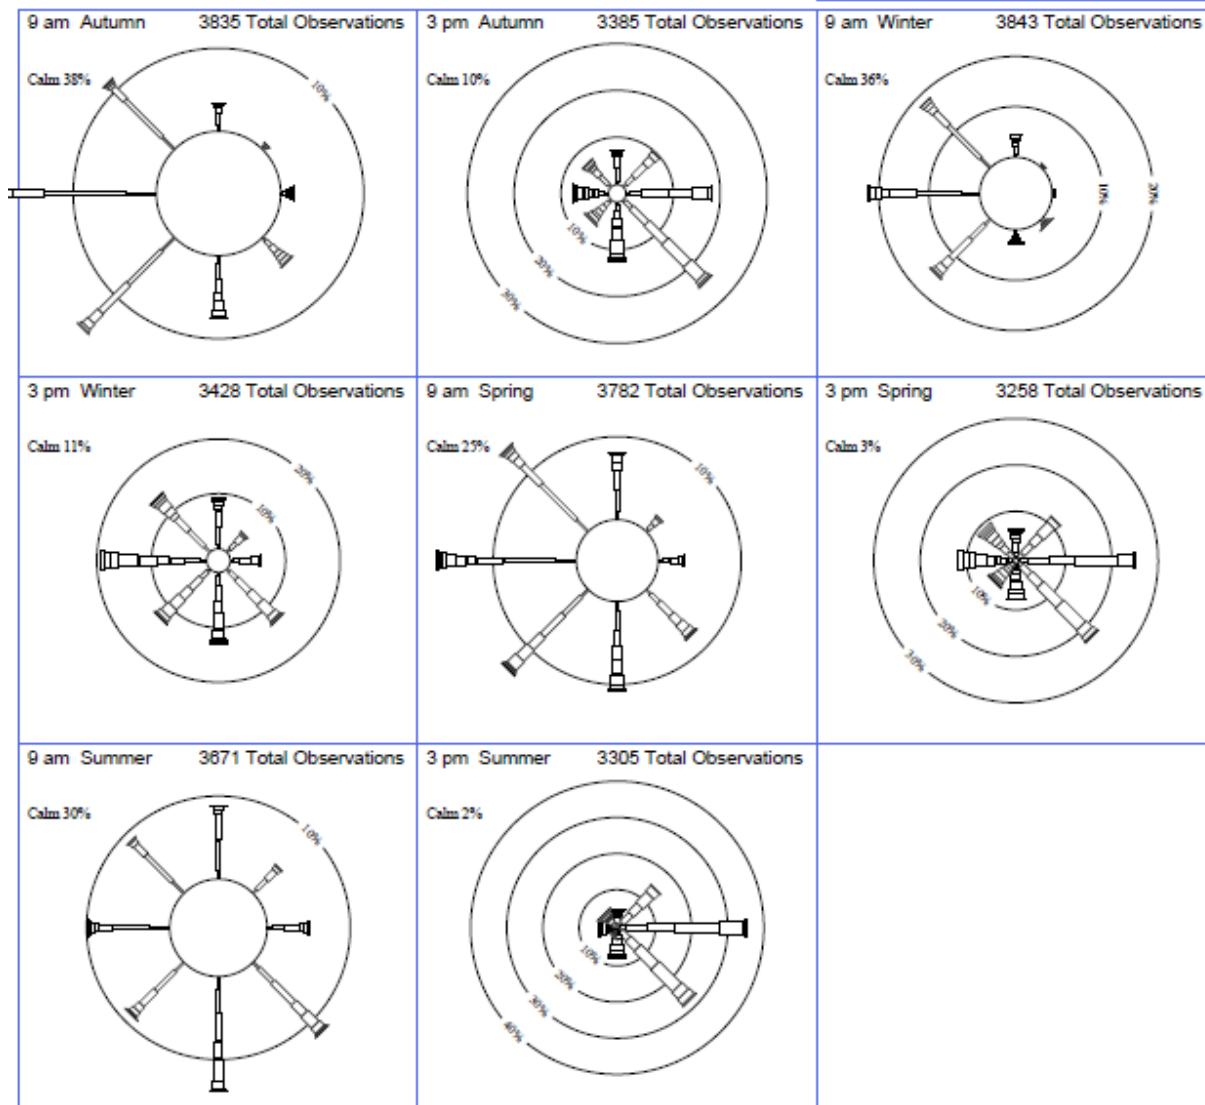 9 am Autumn 3835 Total Observations
Calm 38%
10%
3 pm Autumn 3385 Total Observations
Calm 10%
10%
20%
30%
9 am Winter 3843 Total Observations
Calm 36%
10%
20%
3 pm Winter 3428 Total Observations
Calm 11%
10%
20%
9 am Spring 3782 Total Observations
Calm 25%
10%
3 pm Spring 3258 Total Observations
Calm 3%
10%
20%
30%
9 am Summer 3671 Total Observations
Calm 30%
10%
3 pm Summer 3305 Total Observations
Calm 2%
10%
20%
30%
40%